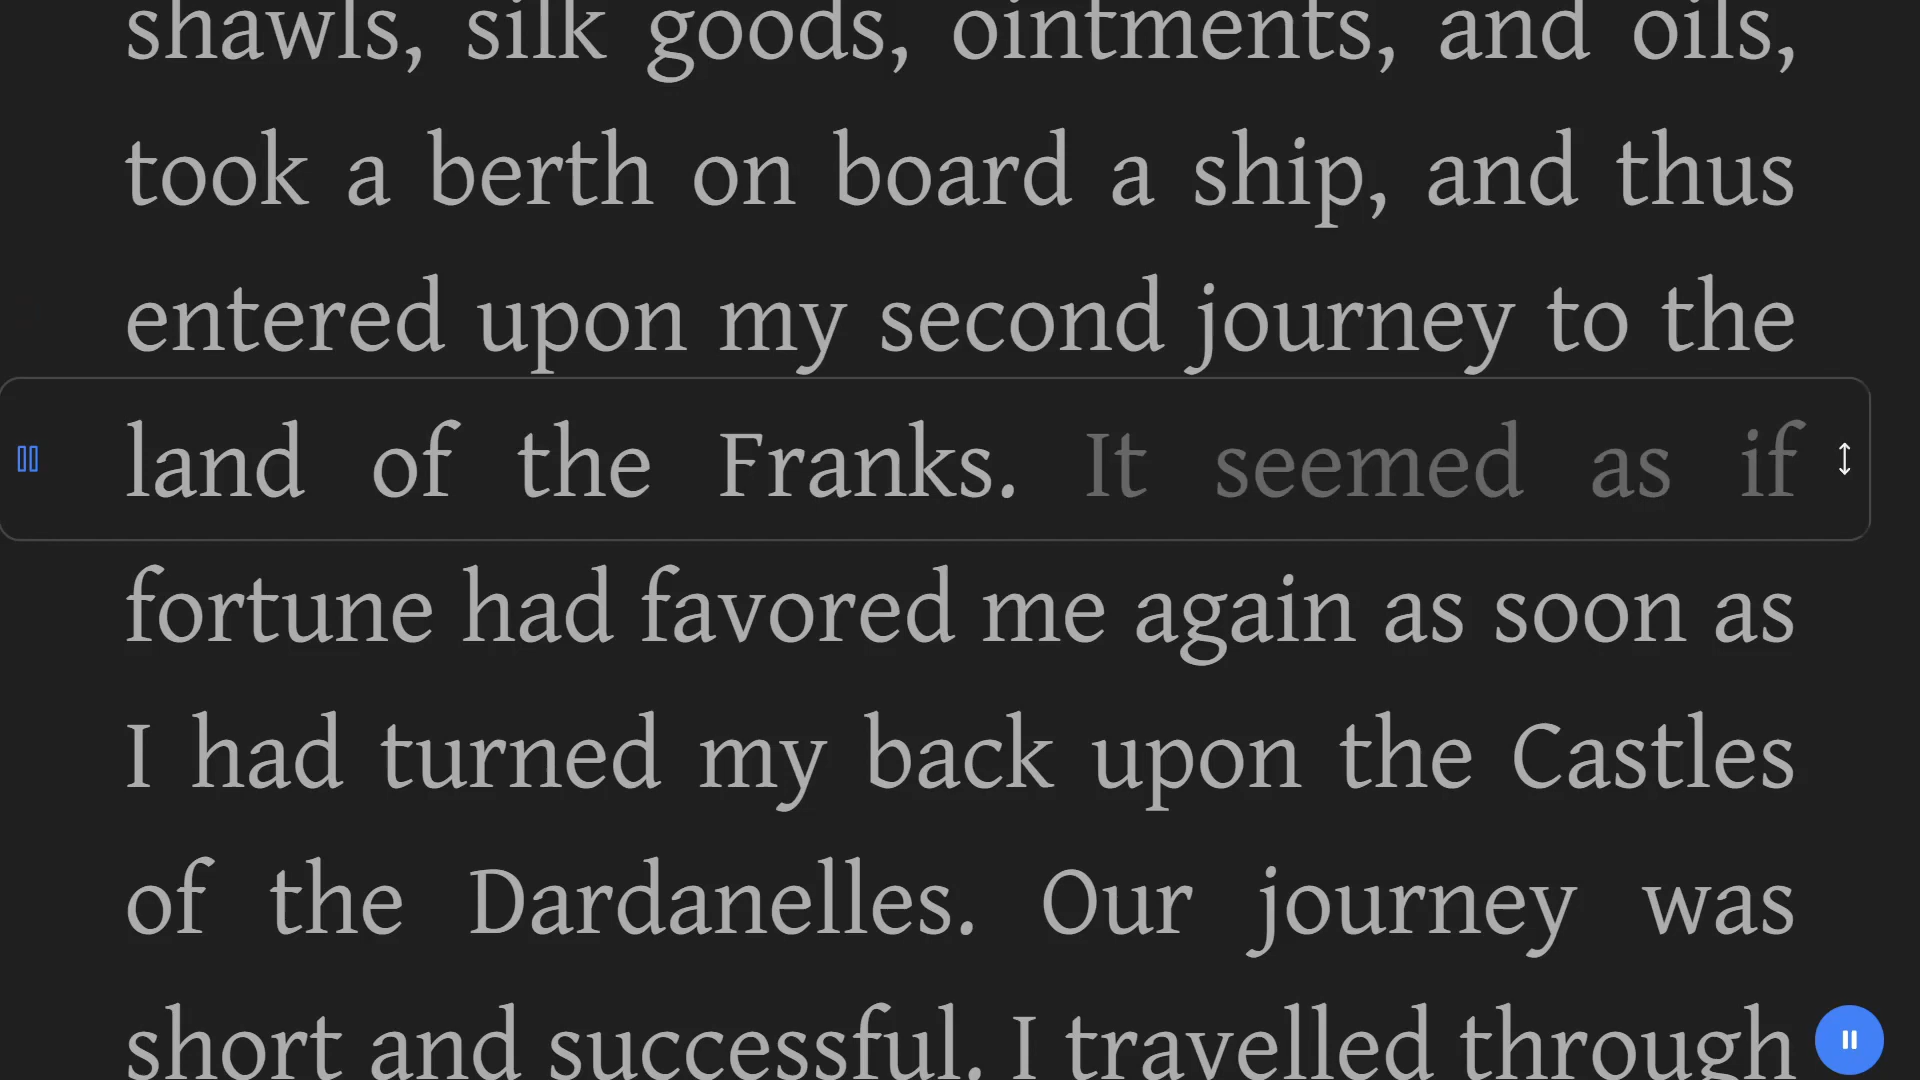 shawls, silk goods, ointments, and oils,
took a berth on board a ship, and thus
entered upon my second journey to the
land of the Franks. It seemed as if
fortune had favored me again as soon as
I had turned my back upon the Castles
of the Dardanelles. Our journey was
short and successful. I travelled through